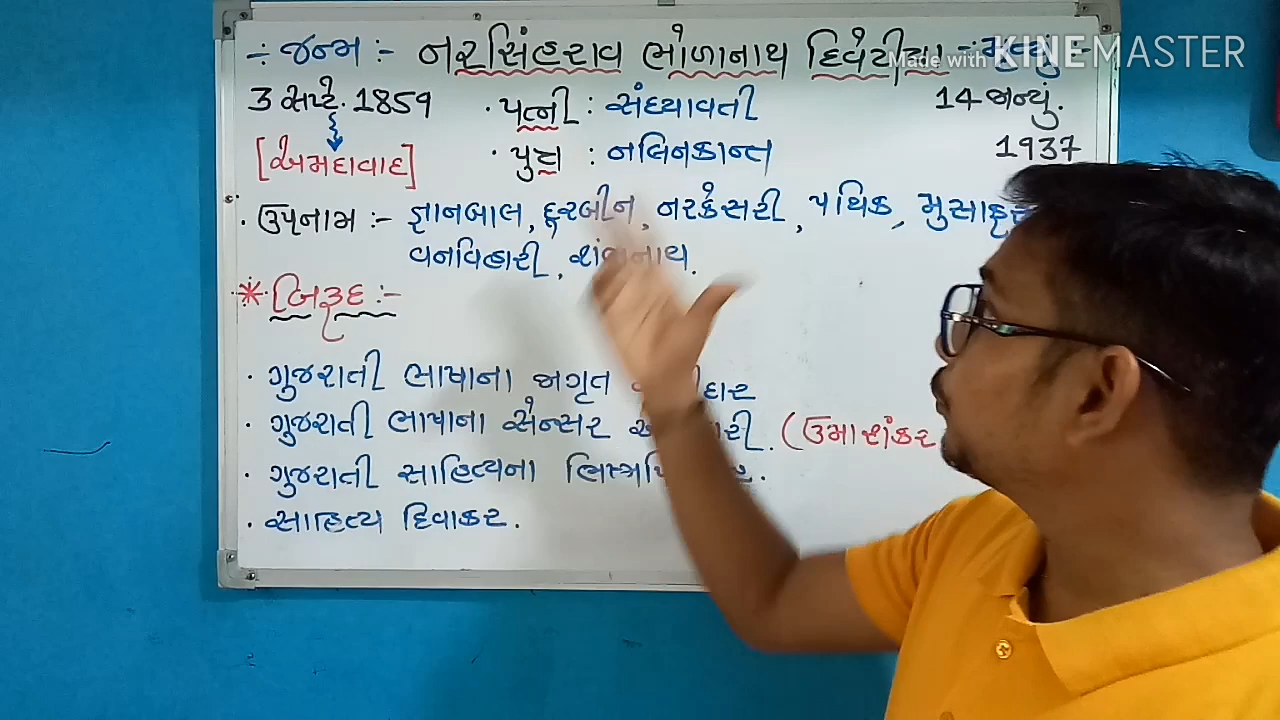 ÷ જન્મ :- નરસિંહરાવ ભોળાનાથ દિવેટીયા - મૃત્યું :-
Made with KINEMASTER
3 સપ્ટે. 1859 · પત્ની : સંધ્યાવતી 14 જાન્યું.
[અમદાવાદ] · પુત્ર : નલિનકાન્ત 1937
· ઉપનામ :- જ્ઞાનબાલ, દૂરબીન, નરકેસરી, પથિક,
વનવિહારી,
* બિરૂદ :-
· ગુજરાતી ભાષાના જાગૃત
· ગુજરાતી ભાષાના સેન્સર (ઉમાશંકર
· ગુજરાતી સાહિત્યના
· સાહિત્ય દિવાકર.